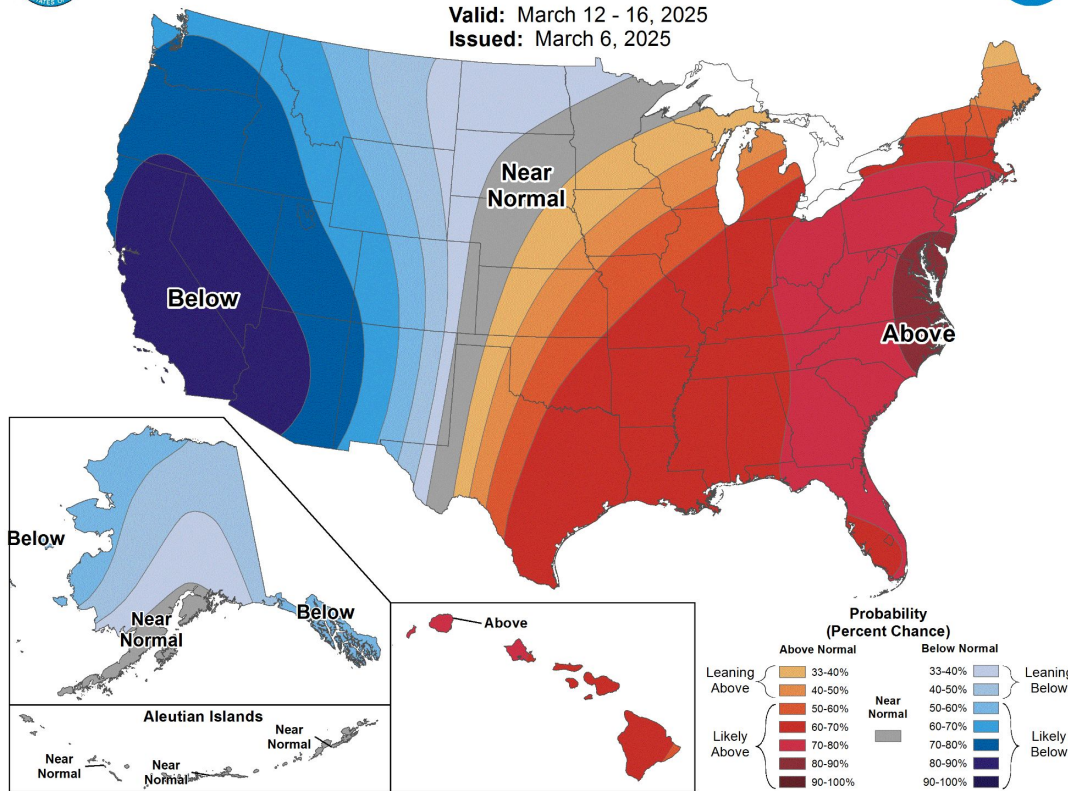 STATES OF
Valid: March 12 - 16, 2025
Issued: March 6, 2025
Near
Normal
Below
Above
Below
Near
Normal
Below
Above
Aleutian Islands
Near
Normal
Near
Normal
Near
Normal
Probability
(Percent Chance)
Above Normal
Below Normal
Leaning
Above
33-40%
40-50%
Likely
Above
50-60%
60-70%
70-80%
80-90%
90-100%
Near
Normal
33-40%
40-50%
Leaning
Below
50-60%
60-70%
70-80%
80-90%
90-100%
Likely
Below